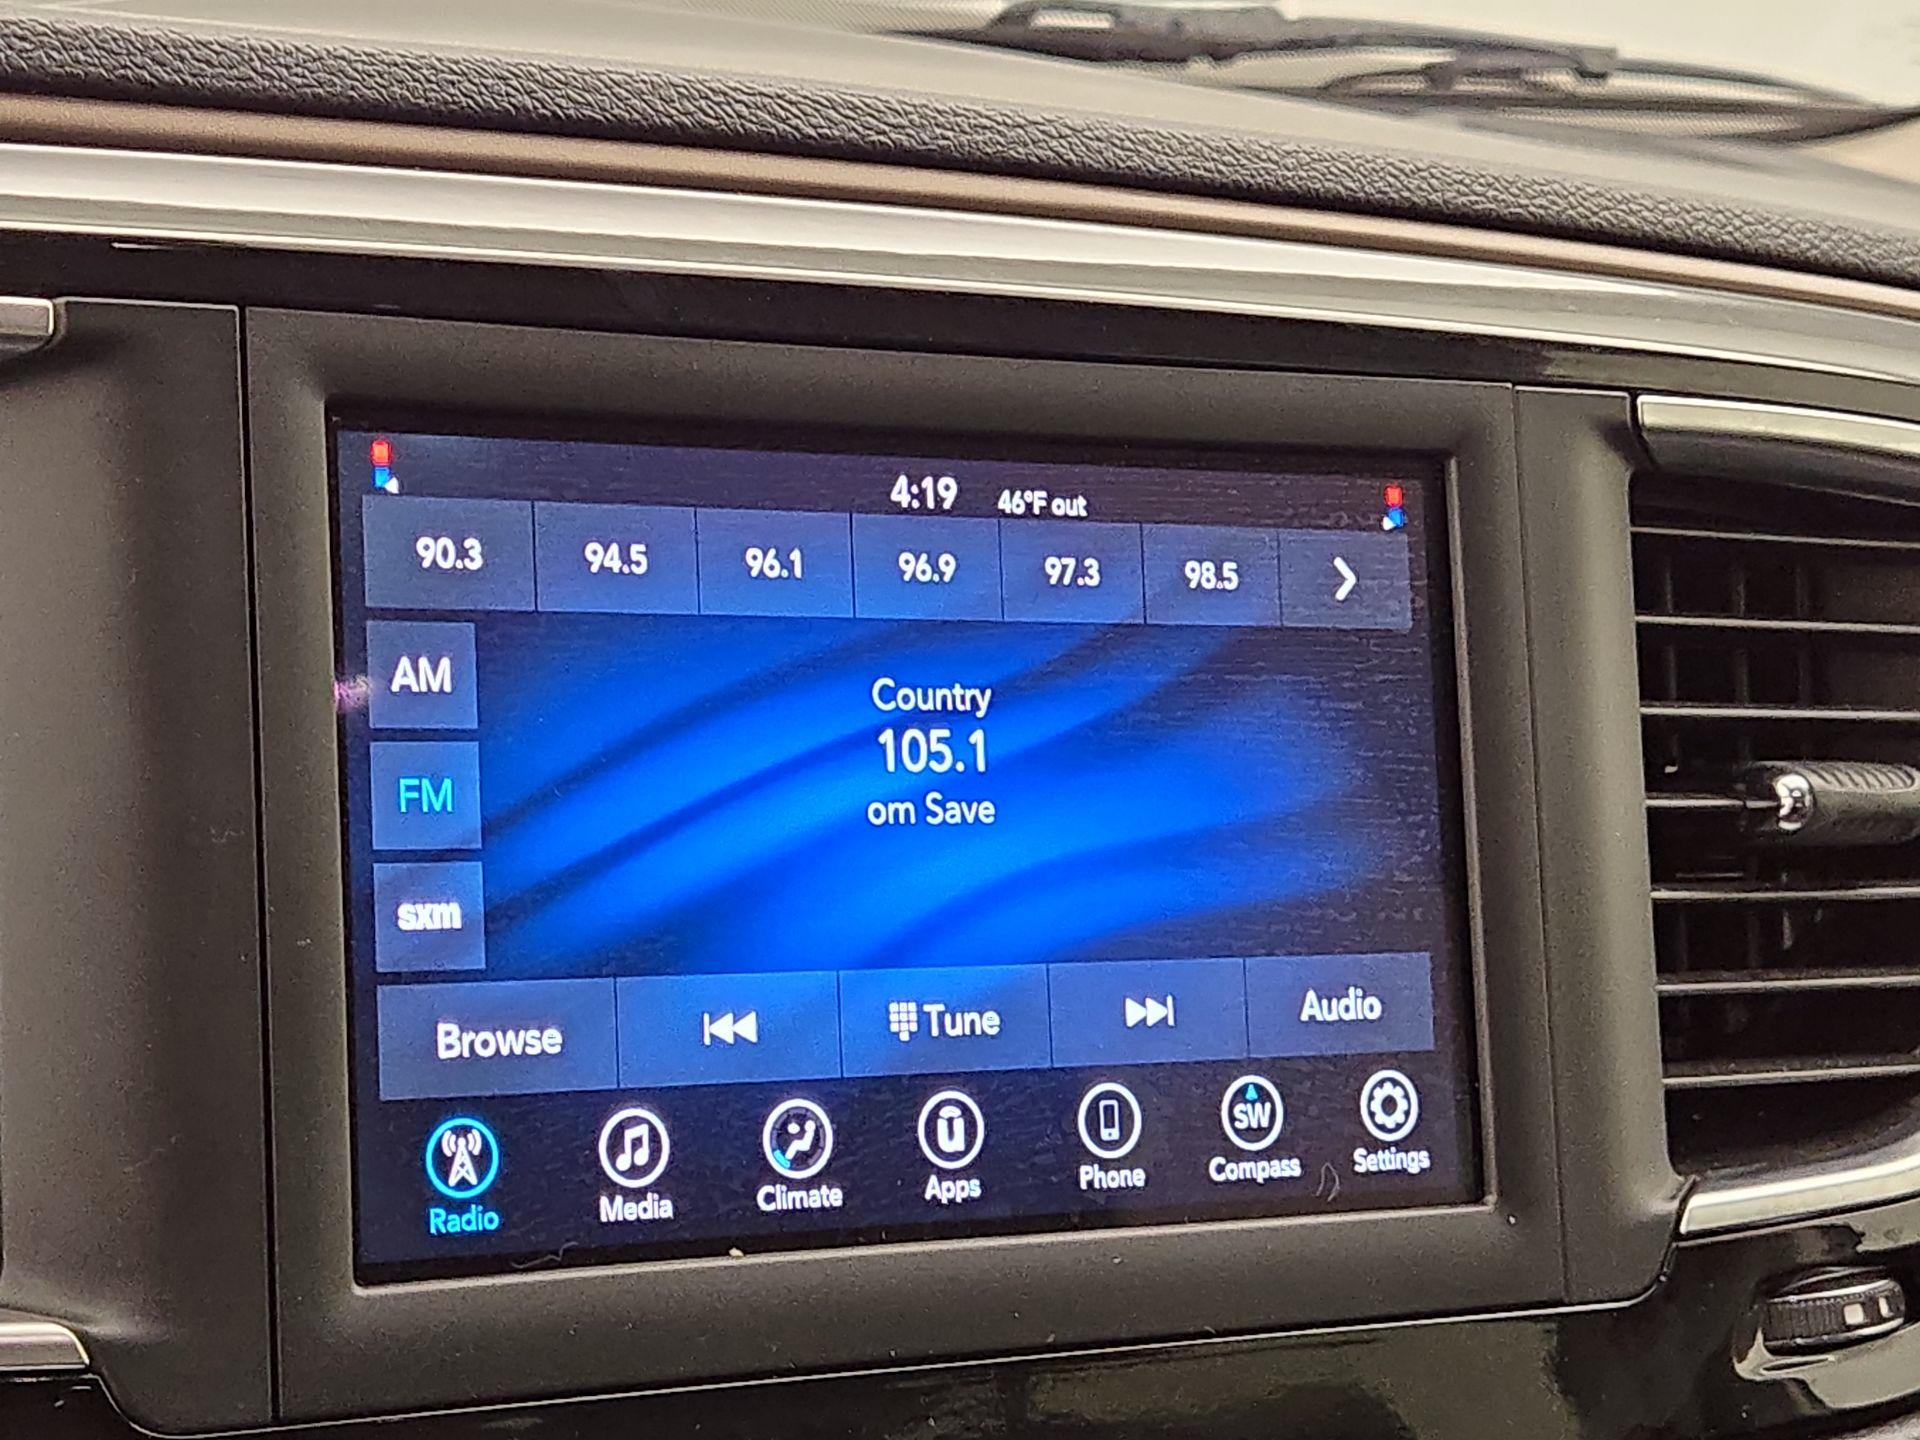 4:19 46°F out
90.3 94.5 96.1 96.9 97.3 98.5
AM
Country
105.1
FM
om Save
sxm
Browse Tune Audio
SW
Radio Media Climate Apps Phone Compass Settings